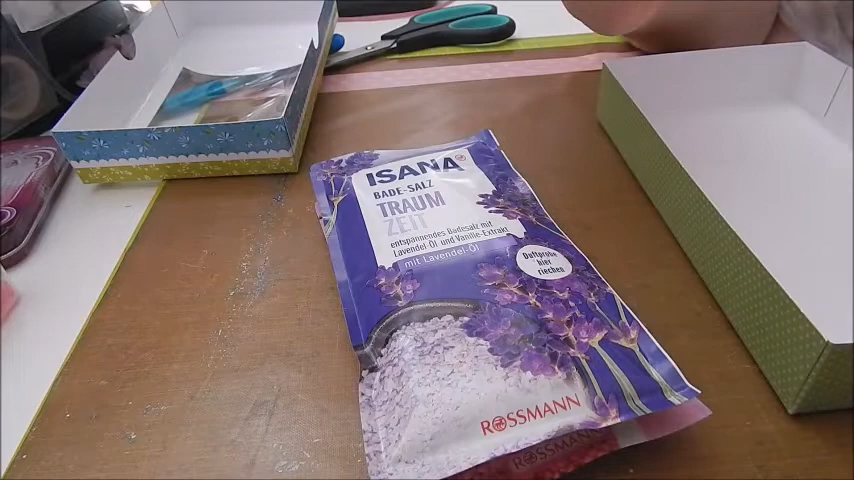 ISANA
BADE-SALZ
TRAUM
ZEIT
entspannendes Badesalz mit
Lavendel-Öl und Vanille-Extrakt
mit Lavendel-Öl
Duftprobe
hier
riechen
ROSSMANN
ROSSMANN